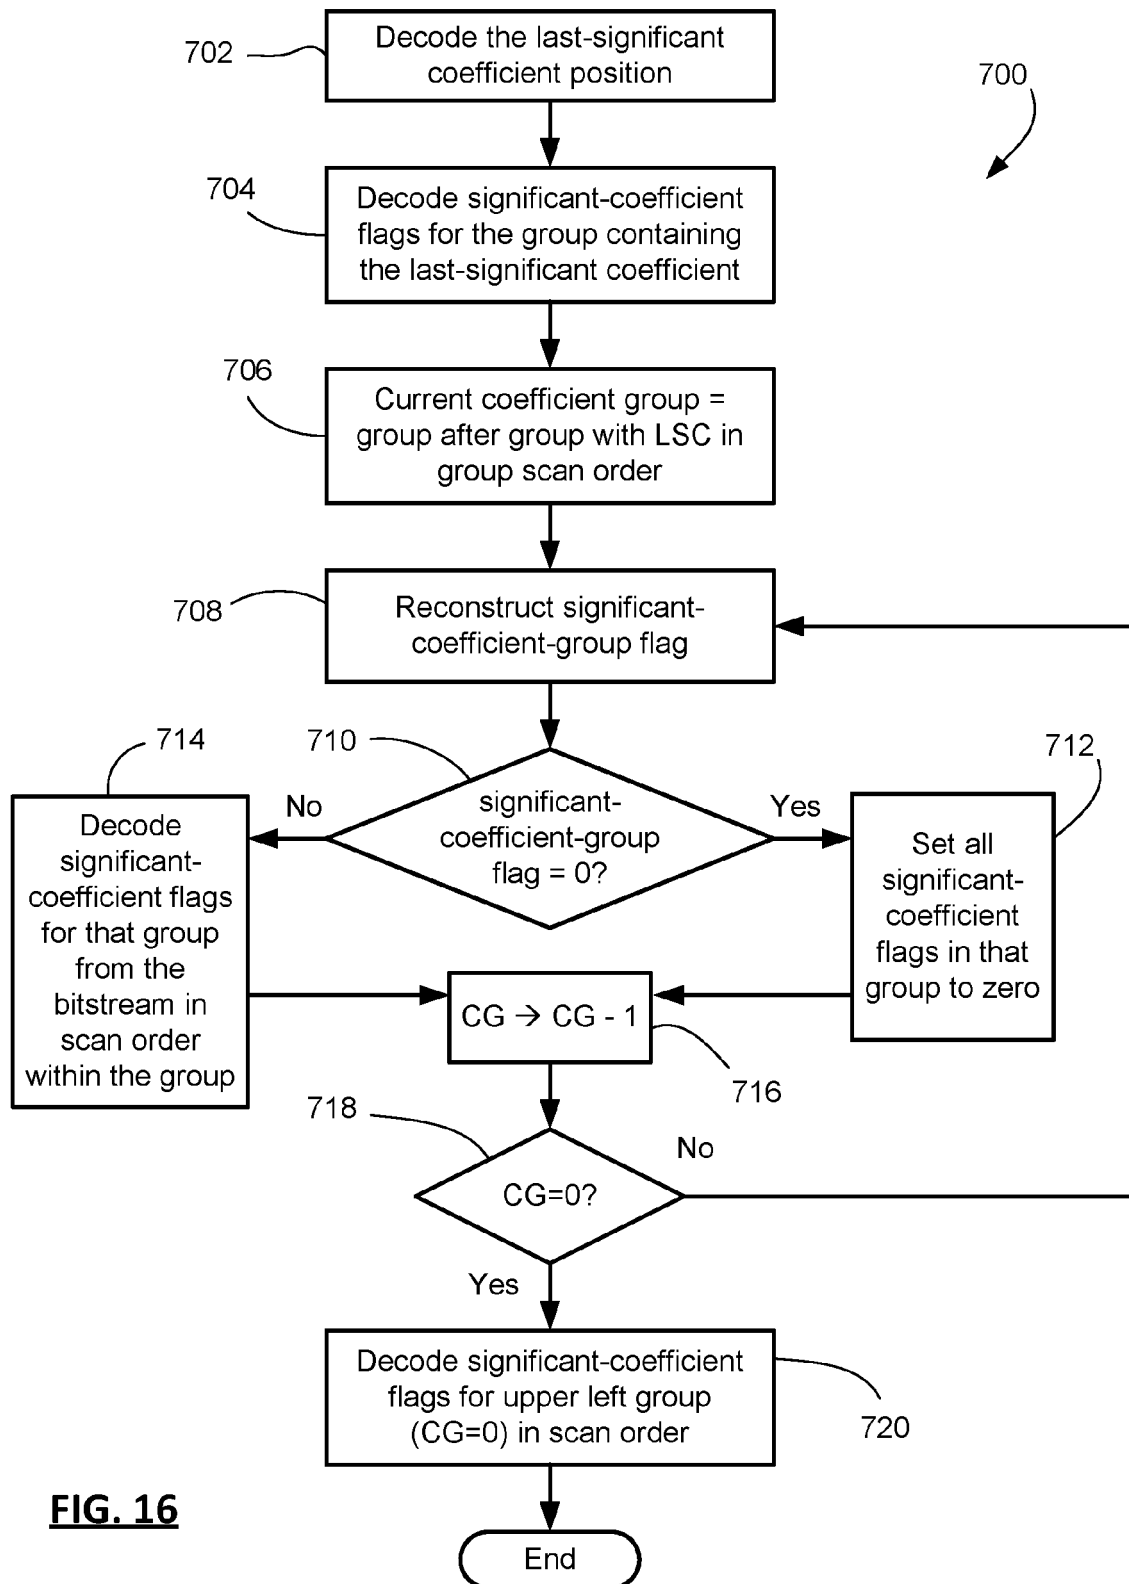 702
Decode the last-significant
coefficient position
700
704
Decode significant-coefficient
flags for the group containing
the last-significant coefficient
706
Current coefficient group =
group after group with LSC in
group scan order
708
Reconstruct significant-
coefficient-group flag
714
710
712
No
significant-
coefficient-group
flag = 0?
Yes
Decode
significant-
coefficient flags
for that group
from the
bitstream in
scan order
within the group
Set all
significant-
coefficient
flags in that
group to zero
CG → CG - 1
716
718
CG=0?
No
Yes
Decode significant-coefficient
flags for upper left group
(CG=0) in scan order
720
FIG. 16
End